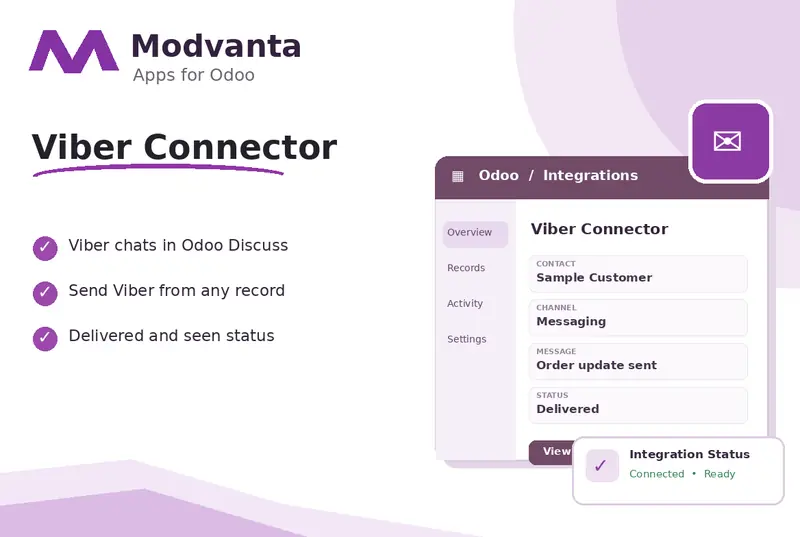 Modvanta
Apps for Odoo
Viber Connector
Viber chats in Odoo Discuss
Send Viber from any record
Delivered and seen status
Odoo / Integrations
Overview
Records
Activity
Settings
Viber Connector
CONTACT
Sample Customer
CHANNEL
Messaging
MESSAGE
Order update sent
STATUS
Delivered
View
Integration Status
Connected • Ready